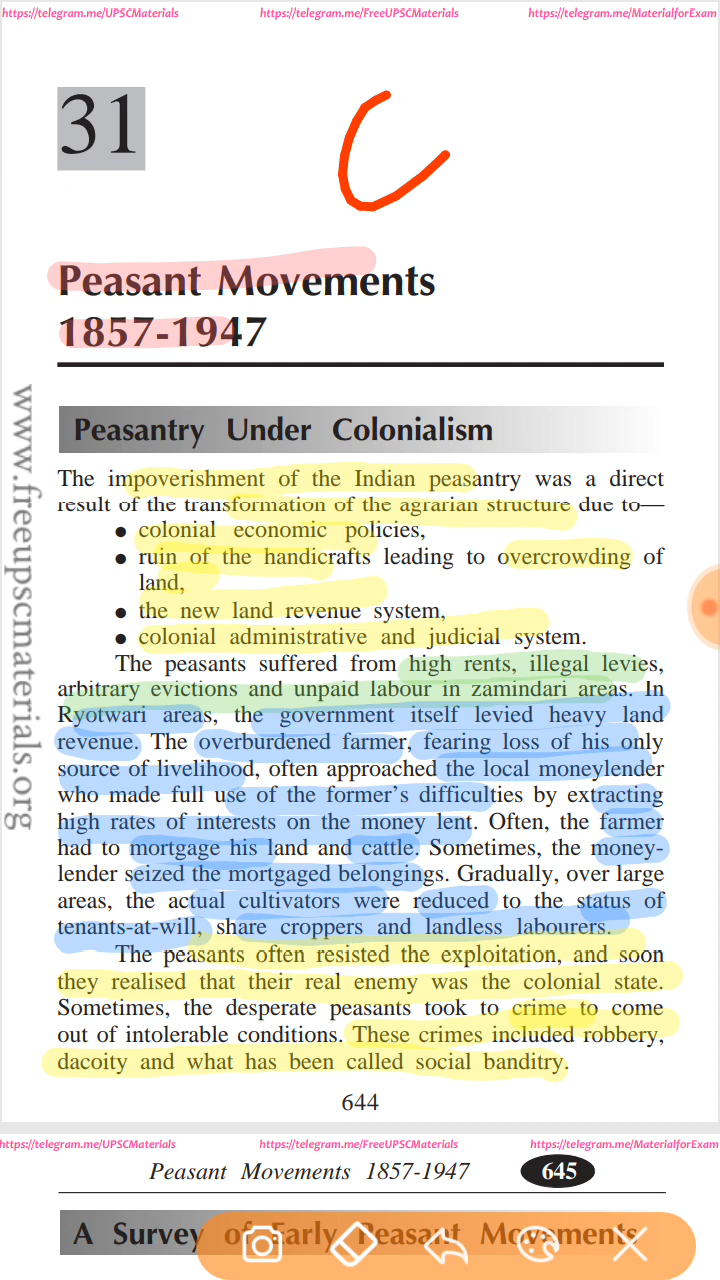 https://telegram.me/UPSCMaterials https://telegram.me/FreeUPSCMaterials https://telegram.me/MaterialforExam
31
Peasant Movements
1857-1947
www.freeupscmaterials.org
Peasantry Under Colonialism
The impoverishment of the Indian peasantry was a direct
result of the transformation of the agrarian structure due to—
● colonial economic policies,
● ruin of the handicrafts leading to overcrowding of
land,
● the new land revenue system,
● colonial administrative and judicial system.
The peasants suffered from high rents, illegal levies,
arbitrary evictions and unpaid labour in zamindari areas. In
Ryotwari areas, the government itself levied heavy land
revenue. The overburdened farmer, fearing loss of his only
source of livelihood, often approached the local moneylender
who made full use of the former's difficulties by extracting
high rates of interests on the money lent. Often, the farmer
had to mortgage his land and cattle. Sometimes, the money-
lender seized the mortgaged belongings. Gradually, over large
areas, the actual cultivators were reduced to the status of
tenants-at-will, share croppers and landless labourers.
The peasants often resisted the exploitation, and soon
they realised that their real enemy was the colonial state.
Sometimes, the desperate peasants took to crime to come
out of intolerable conditions. These crimes included robbery,
dacoity and what has been called social banditry.
644
https://telegram.me/UPSCMaterials https://telegram.me/FreeUPSCMaterials https://telegram.me/MaterialforExam
Peasant Movements 1857-1947 645
A Survey of Early Peasant Movements